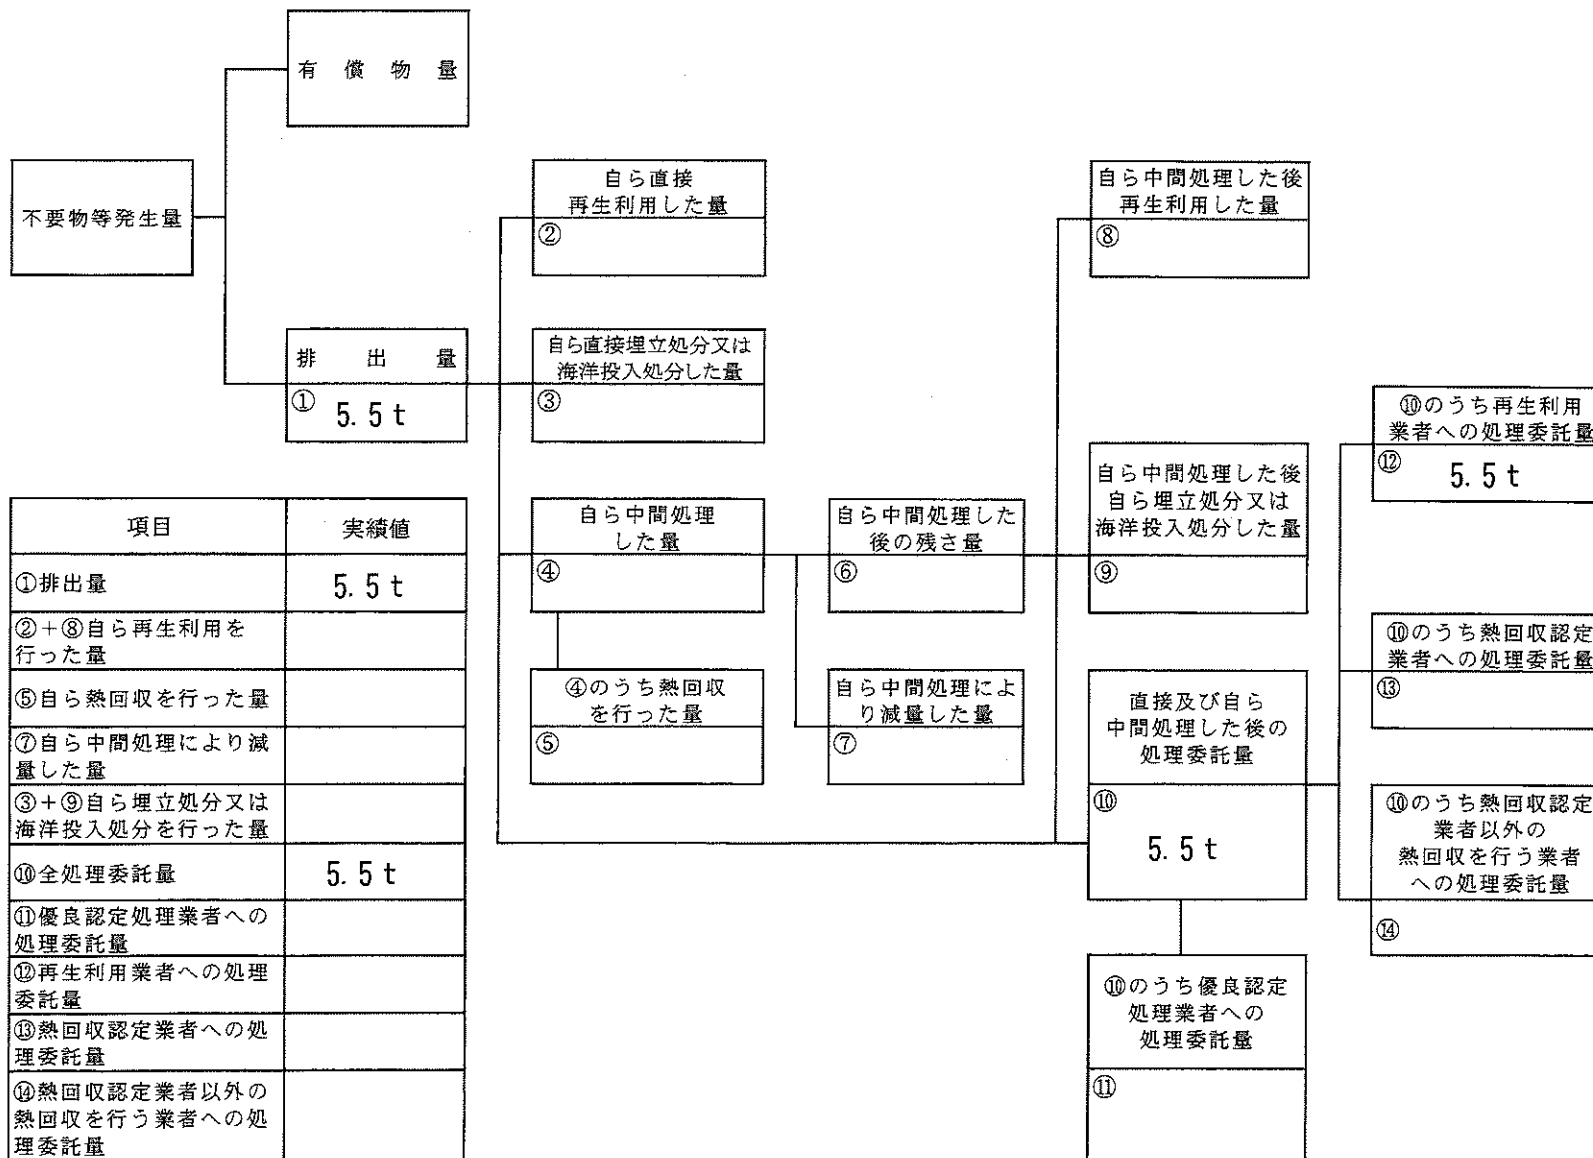 有償物量
不要物等発生量
自ら直接
再生利用した量
②
自ら中間処理した後
再生利用した量
⑧
排出量
①
5.5t
自ら直接埋立処分又は
海洋投入処分した量
③
⑩のうち再生利用
業者への処理委託量
⑫
5.5t
自ら中間処理
した量
④
自ら中間処理した
後の残さ量
⑥
自ら中間処理した後
自ら埋立処分又は
海洋投入処分した量
⑨
⑩のうち熱回収認定
業者への処理委託量
⑬
④のうち熱回収
を行った量
⑤
自ら中間処理によ
り減量した量
⑦
直接及び自ら
中間処理した後の
処理委託量
⑩
5.5t
⑩のうち熱回収認定
業者以外の
熱回収を行う業者
への処理委託量
⑭
⑩のうち優良認定
処理業者への
処理委託量
⑪
項目 実績値
①排出量 5.5t
②+⑧自ら再生利用を
行った量
⑤自ら熱回収を行った量
⑦自ら中間処理により減
量した量
③+⑨自ら埋立処分又は
海洋投入処分を行った量
⑩全処理委託量 5.5t
⑪優良認定処理業者への
処理委託量
⑫再生利用業者への処理
委託量
⑬熱回収認定業者への処
理委託量
⑭熱回収認定業者以外の
熱回収を行う業者への処
理委託量